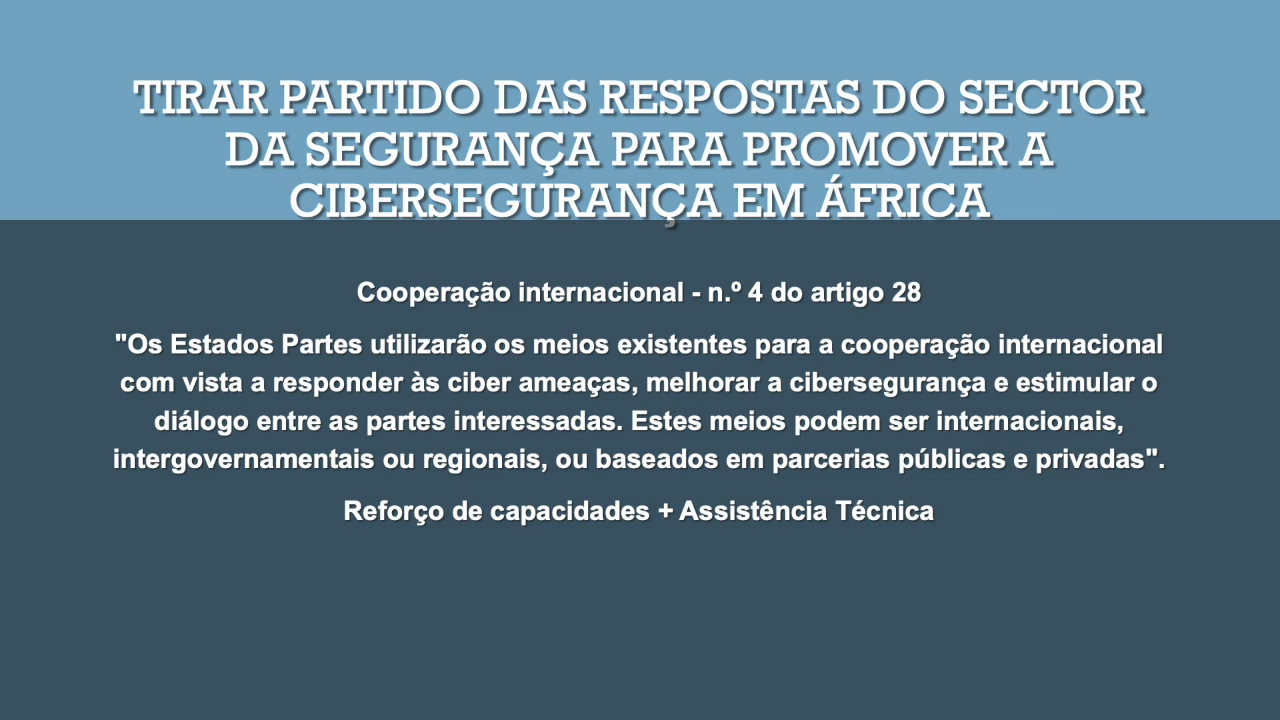 TIRAR PARTIDO DAS RESPOSTAS DO SECTOR
DA SEGURANÇA PARA PROMOVER A
CIBERSEGURANÇA EM ÁFRICA
Cooperação internacional - n.º 4 do artigo 28
"Os Estados Partes utilizarão os meios existentes para a cooperação internacional
com vista a responder às ciber ameaças, melhorar a cibersegurança e estimular o
diálogo entre as partes interessadas. Estes meios podem ser internacionais,
intergovernamentais ou regionais, ou baseados em parcerias públicas e privadas".
Reforço de capacidades + Assistência Técnica